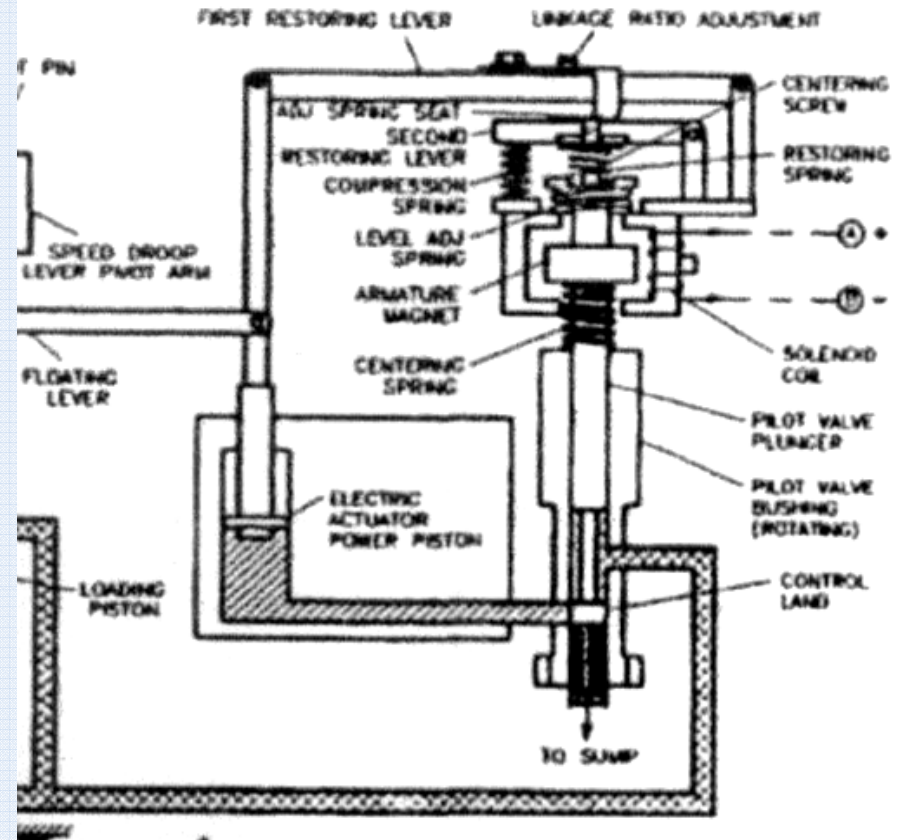 FIRST RESTORING LEVER
LINKAGE RATIO ADJUSTMENT
PIN
ADJ SPRING SEAT
SECOND
RESTORING LEVER
COMPRESSION
SPRING
LEVEL ADJ
SPRING
ARMATURE
MAGNET
CENTERING
SPRING
CENTERING
SCREW
RESTORING
SPRING
A +
B -
SOLENOID
COIL
SPEED DROOP
LEVER PIVOT ARM
FLOATING
LEVER
PILOT VALVE
PLUNGER
PILOT VALVE
BUSHING
(ROTATING)
ELECTRIC
ACTUATOR
POWER PISTON
LOADING
PISTON
CONTROL
LAND
TO SUMP